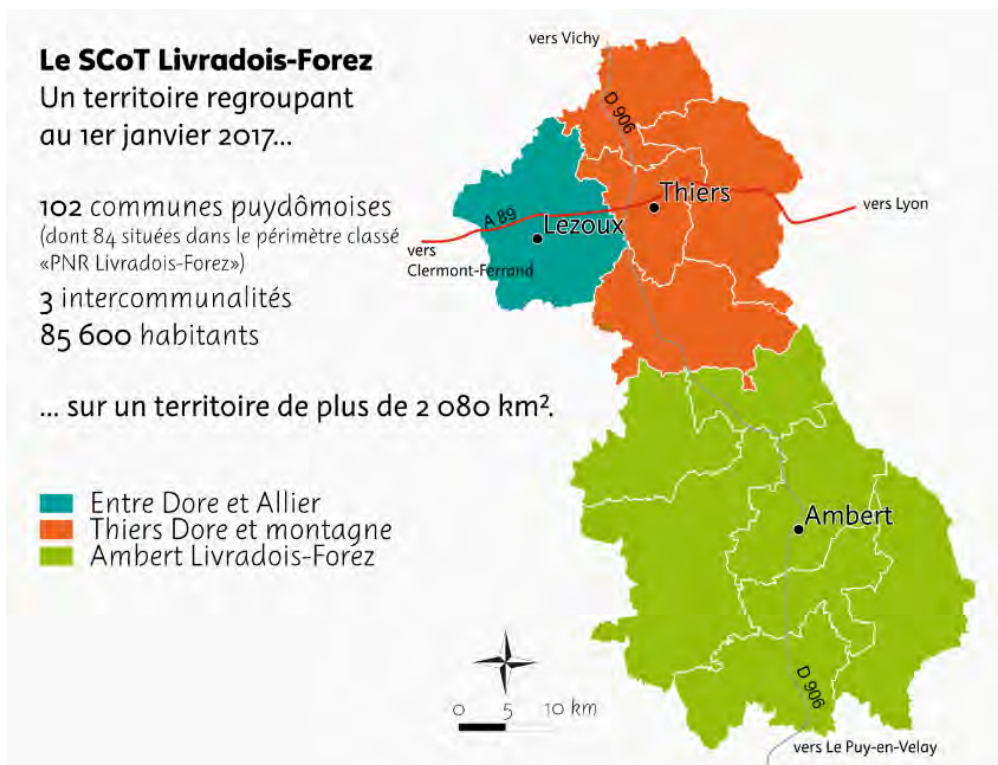 Le SCoT Livradois-Forez
Un territoire regroupant
au 1er janvier 2017...
102 communes puydômoises
(dont 84 situées dans le périmètre classé
«PNR Livradois-Forez»)
3 intercommunalités
85 600 habitants
... sur un territoire de plus de 2 080 km².
Entre Dore et Allier
Thiers Dore et montagne
Ambert Livradois-Forez
vers Vichy
D 906
Thiers
vers Lyon
A 89
Lezoux
vers
Clermont-Ferrand
Ambert
D 906
0 5 10 km
vers Le Puy-en-Velay